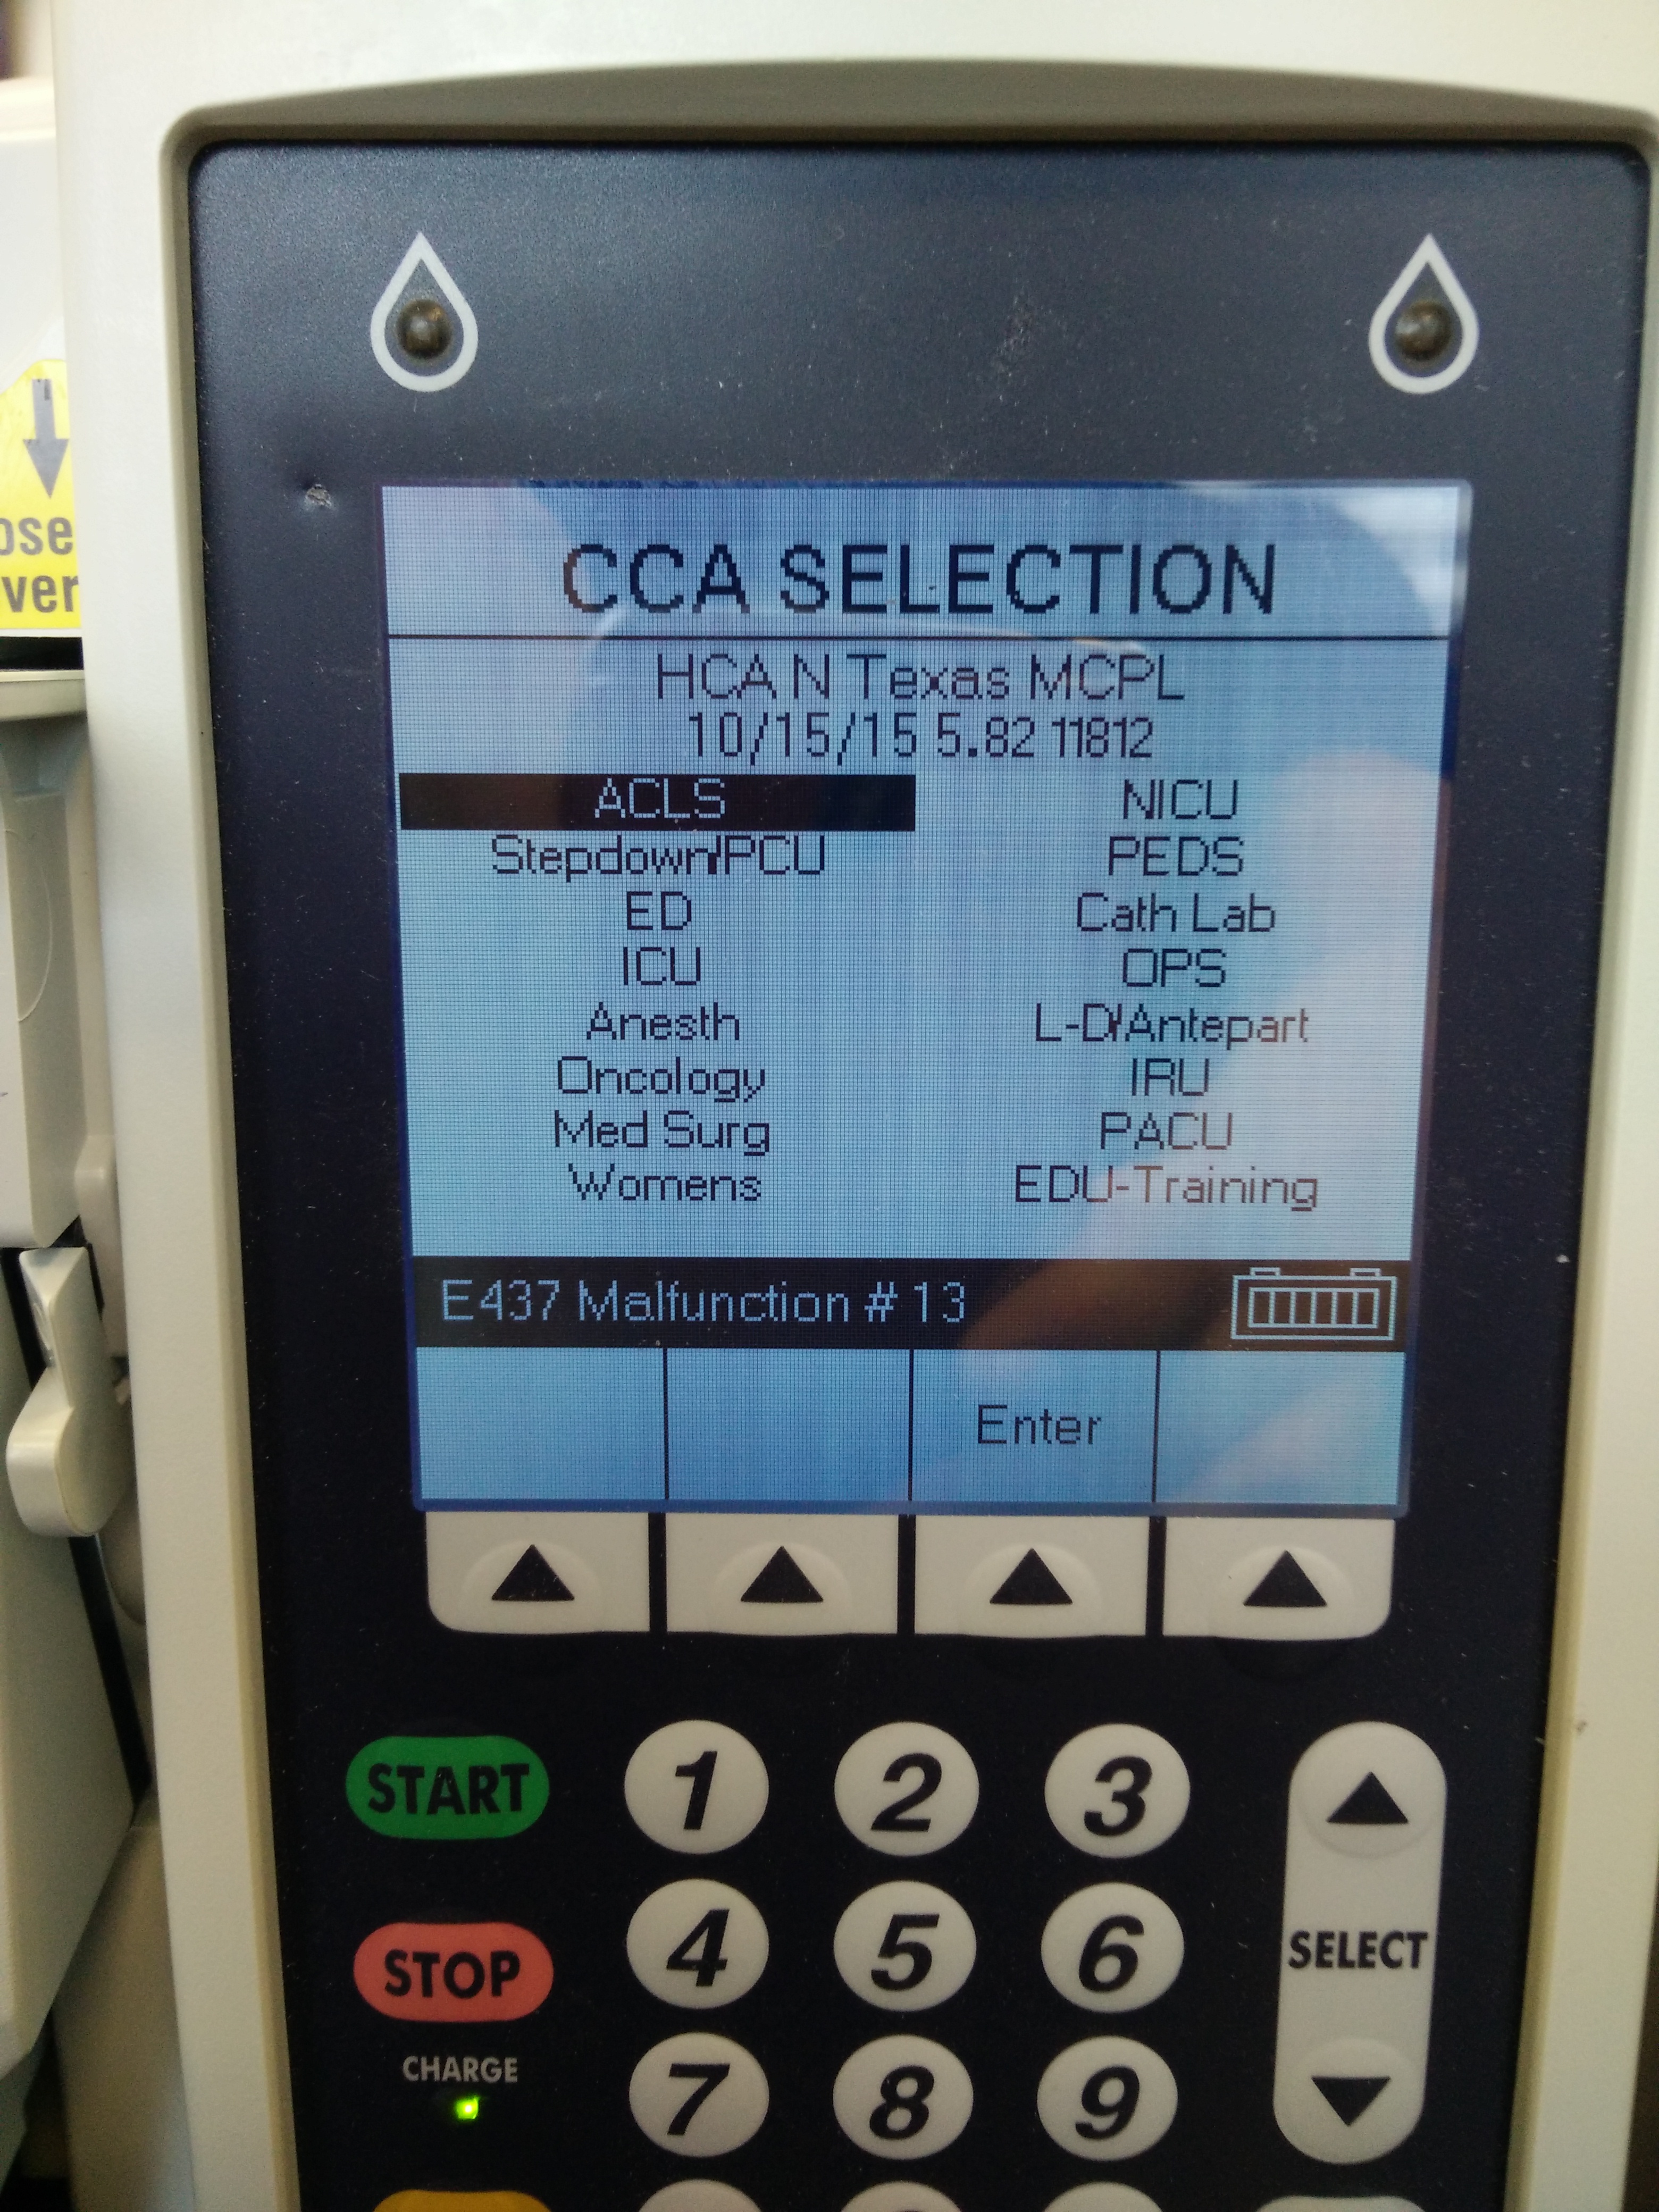 CCA SELECTION
HCA N Texas MCPL
10/15/15 5.82 11812
ACLS NICU
Stepdown/PCU PEDS
ED Cath Lab
ICU OPS
Anesth L-D/Antepart
Oncology IRU
Med Surg PACU
Womens EDU-Training
E437 Malfunction # 13
Enter
START 1 2 3
4 5 6 SELECT
STOP
CHARGE
7 8 9